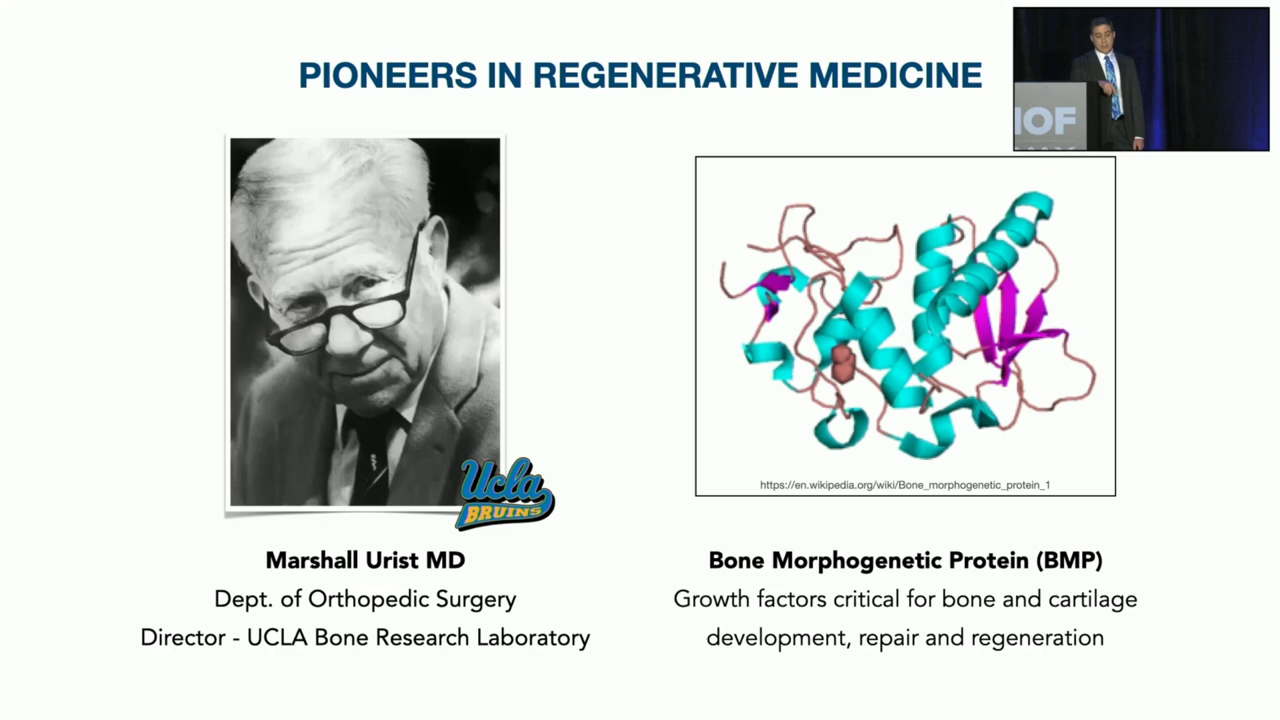 PIONEERS IN REGENERATIVE MEDICINE
IOF
Ucla
BRUINS
https://en.wikipedia.org/wiki/Bone_morphogenetic_protein_1
Marshall Urist MD
Dept. of Orthopedic Surgery
Director - UCLA Bone Research Laboratory
Bone Morphogenetic Protein (BMP)
Growth factors critical for bone and cartilage
development, repair and regeneration